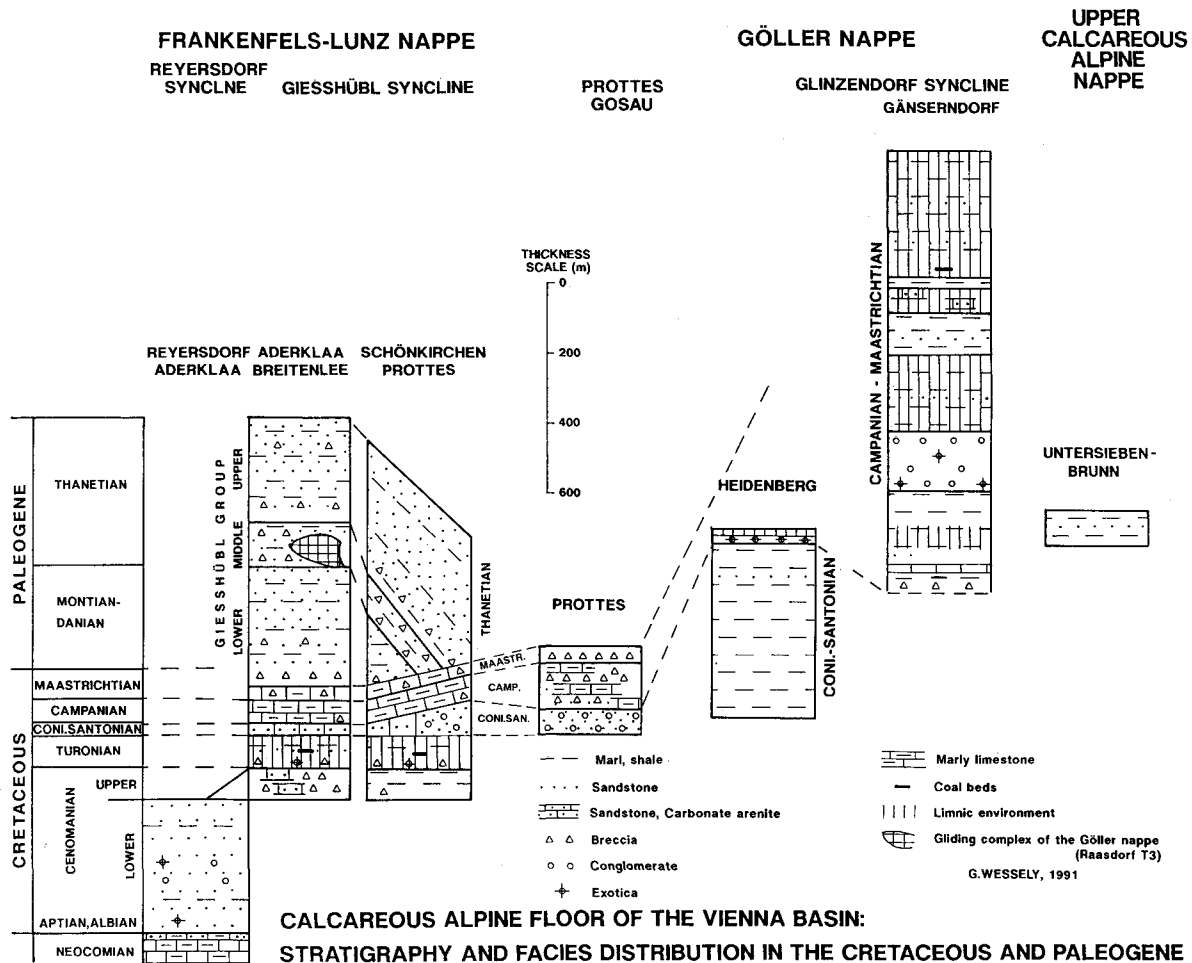 FRANKENFELS-LUNZ NAPPE
GÖLLER NAPPE
UPPER
CALCAREOUS
ALPINE
NAPPE
REYERSDORF
SYNCLNE
GIESSHÜBL SYNCLINE
PROTTES
GOSAU
GLINZENDORF SYNCLINE
GÄNSERNDORF
THICKNESS
SCALE (m)
0
200
400
600
REYERSDORF
ADERKLAA
ADERKLAA
BREITENLEE
SCHÖNKIRCHEN
PROTTES
CAMPANIAN - MAASTRICHTIAN
HEIDENBERG
UNTERSIEBEN-
BRUNN
PALEOGENE
THANETIAN
MONTIAN-
DANIAN
GIESSHÜBL GROUP
UPPER
MIDDLE
LOWER
THANETIAN
PROTTES
CONI.-SANTONIAN
CRETACEOUS
MAASTRICHTIAN
CAMPANIAN
CONI.SANTONIAN
TURONIAN
CENOMANIAN
UPPER
LOWER
APTIAN,ALBIAN
NEOCOMIAN
MAASTR.
CAMP.
CONI.SAN.
Marl, shale
Sandstone
Sandstone, Carbonate arenite
Breccia
Conglomerate
Exotica
Marly limestone
Coal beds
Limnic environment
Gliding complex of the Göller nappe
(Raasdorf T3)
G.WESSELY, 1991
CALCAREOUS ALPINE FLOOR OF THE VIENNA BASIN:
STRATIGRAPHY AND FACIES DISTRIBUTION IN THE CRETACEOUS AND PALEOGENE